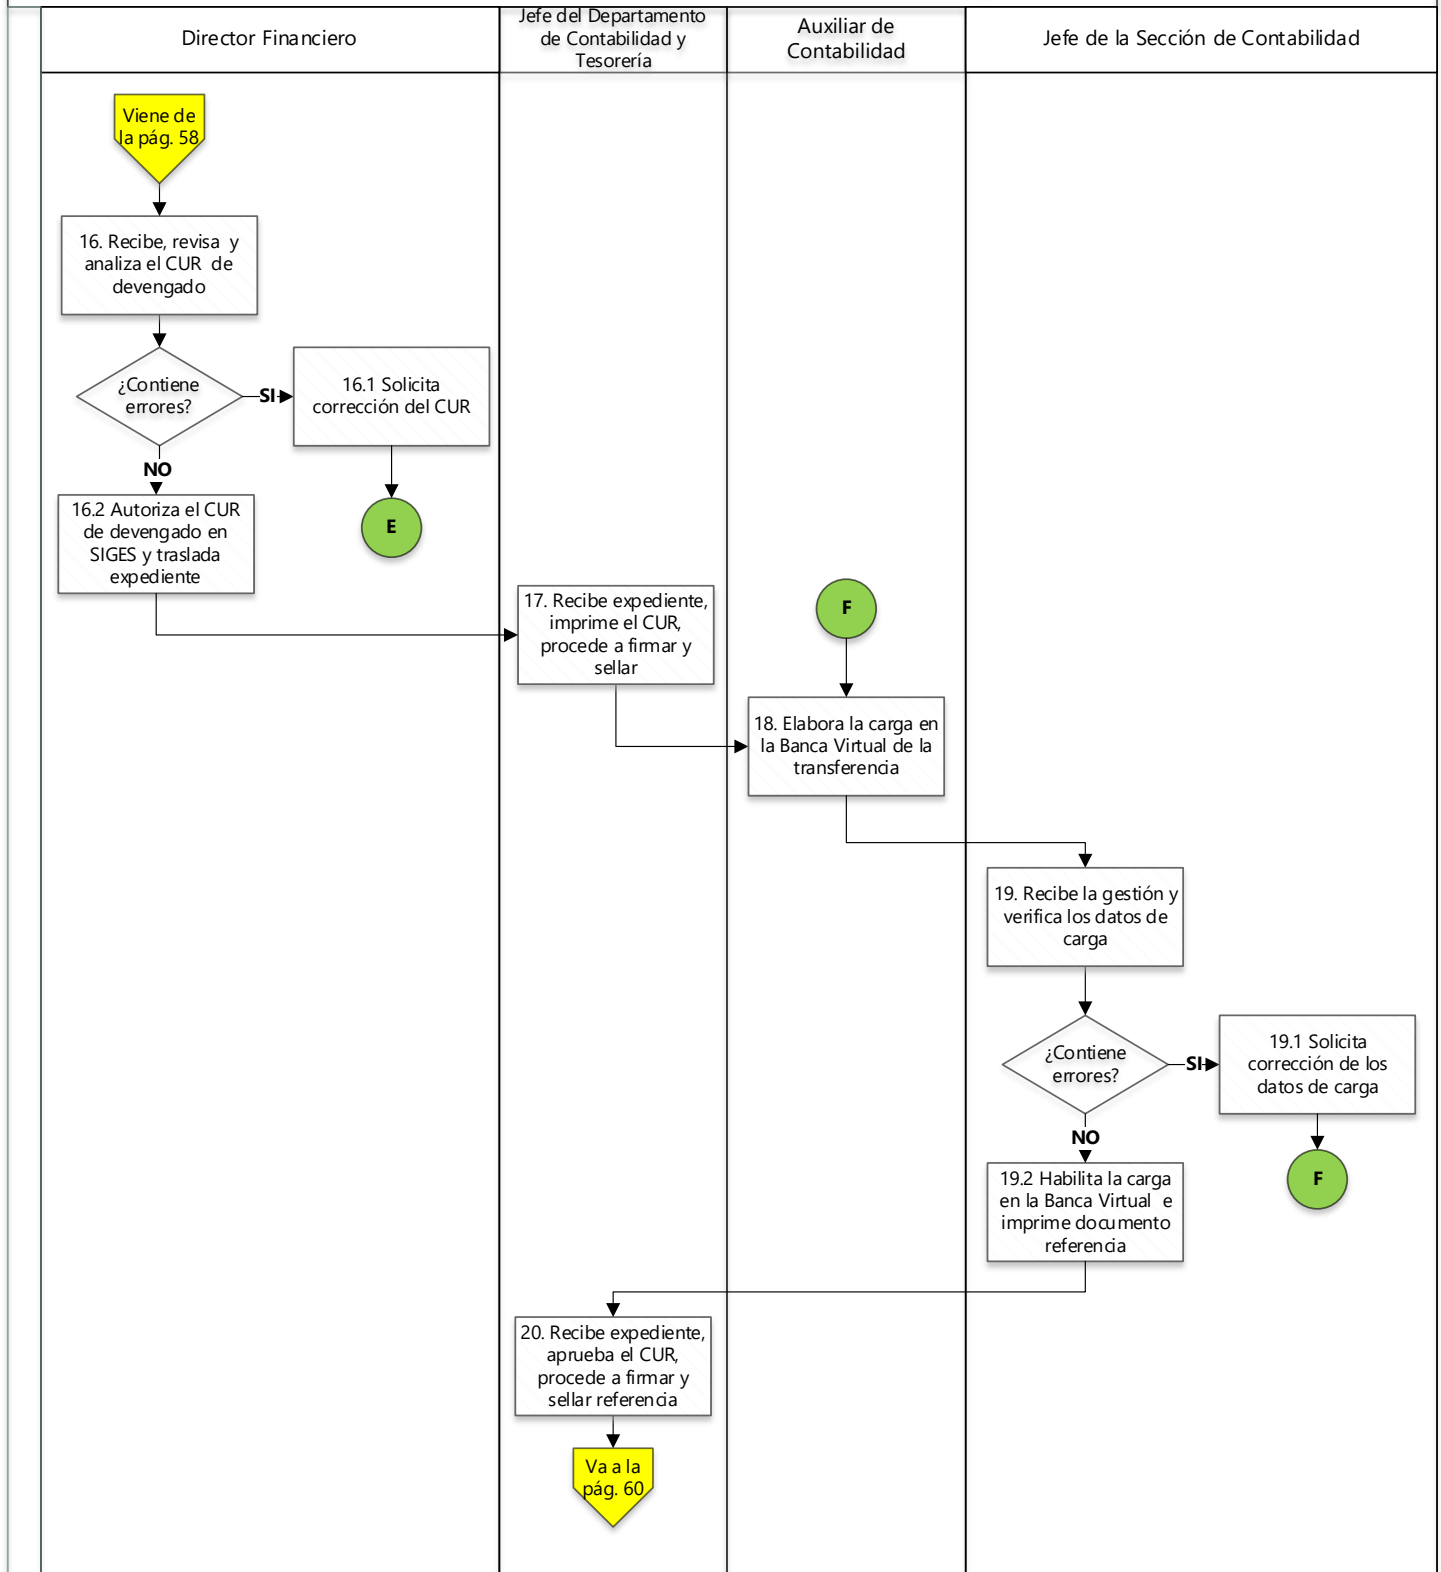 Director Financiero
Jefe del Departamento
de Contabilidad y
Tesorería
Auxiliar de
Contabilidad
Jefe de la Sección de Contabilidad
Viene de
la pág. 58
16. Recibe, revisa y
analiza el CUR de
devengado
¿Contiene
errores?
SI
16.1 Solicita
corrección del CUR
NO
E
16.2 Autoriza el CUR
de devengado en
SIGES y traslada
expediente
17. Recibe expediente,
imprime el CUR,
procede a firmar y
sellar
F
18. Elabora la carga en
la Banca Virtual de la
transferencia
19. Recibe la gestión y
verifica los datos de
carga
¿Contiene
errores?
SI
19.1 Solicita
corrección de los
datos de carga
NO
F
19.2 Habilita la carga
en la Banca Virtual e
imprime documento
referencia
20. Recibe expediente,
aprueba el CUR,
procede a firmar y
sellar referencia
Va a la
pág. 60